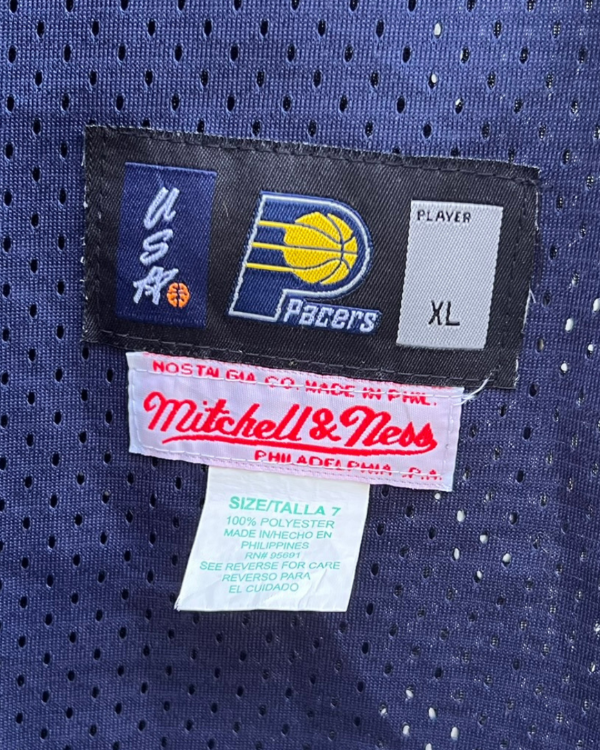 USA
Pacers
PLAYER
XL
NOSTALGIA CO. MADE IN PHIL.
Mitchell & Ness
PHILADELPHIA P.A.
SIZE/TALLA 7
100% POLYESTER
MADE IN/HECHO EN
PHILIPPINES
RN# 95691
SEE REVERSE FOR CARE
REVERSO PARA
EL CUIDADO